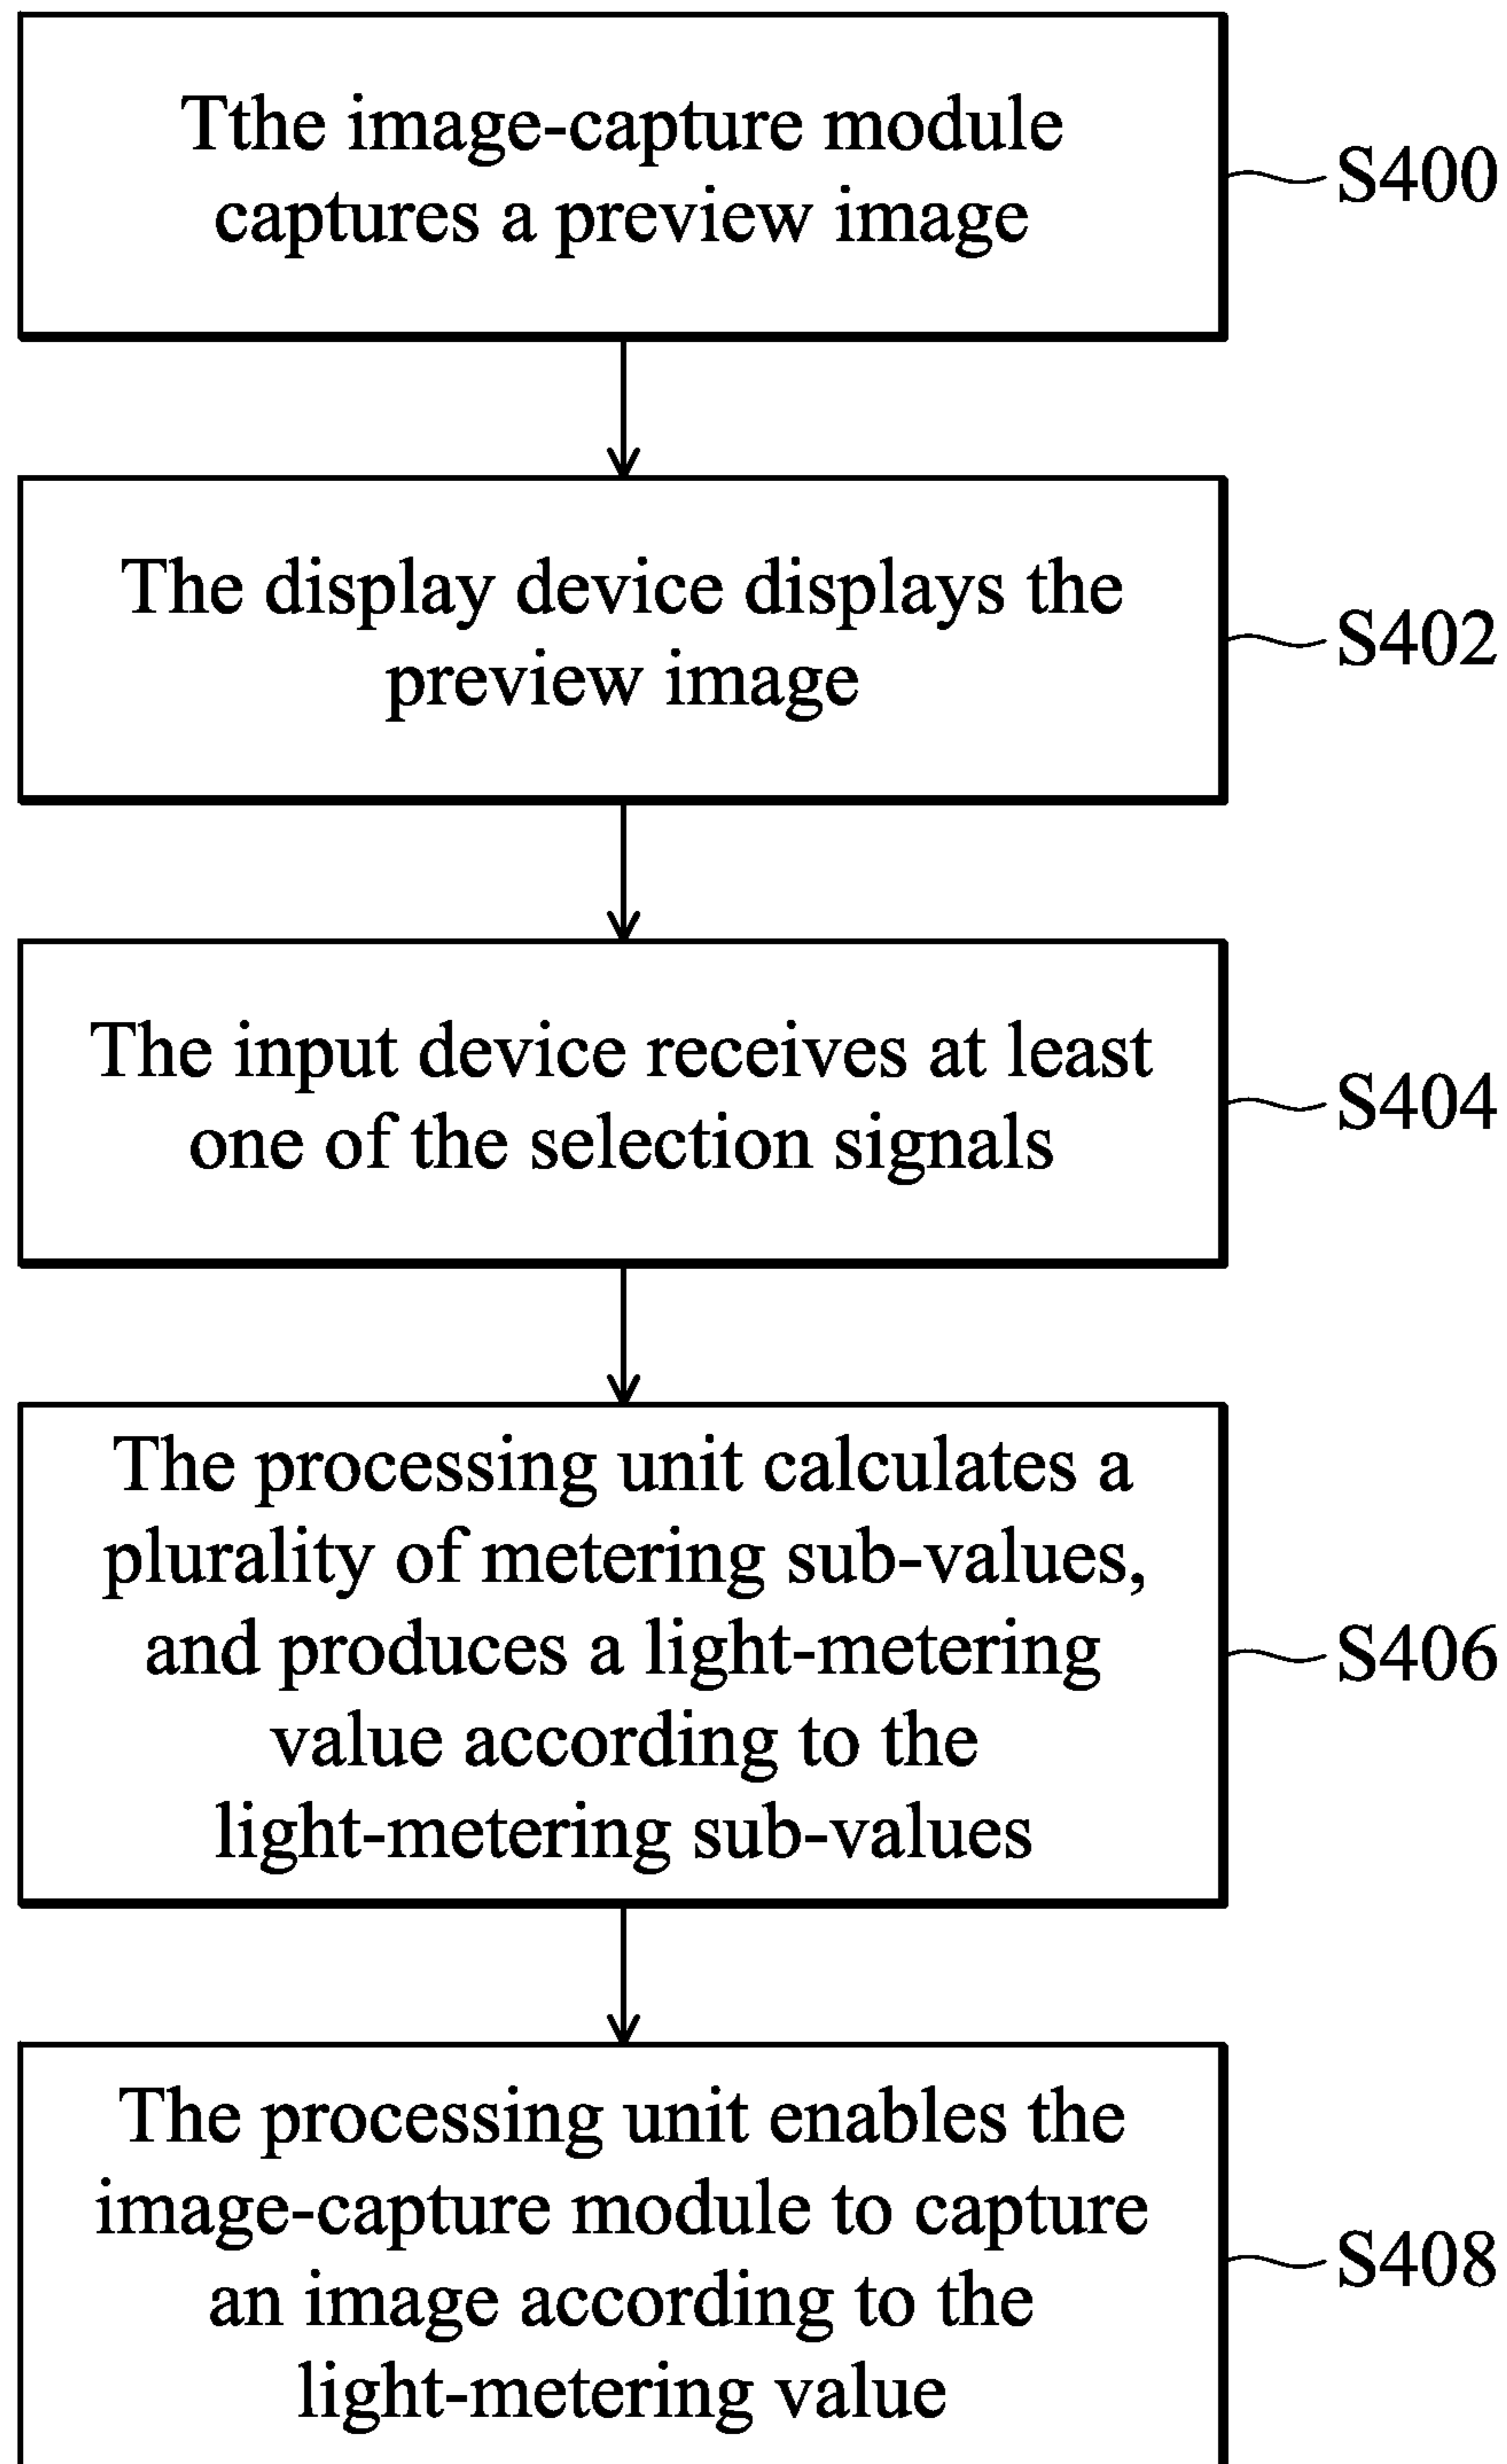 Tthe image-capture module
captures a preview image
S400
The display device displays the
preview image
S402
The input device receives at least
one of the selection signals
S404
The processing unit calculates a
plurality of metering sub-values,
and produces a light-metering
value according to the
light-metering sub-values
S406
The processing unit enables the
image-capture module to capture
an image according to the
light-metering value
S408